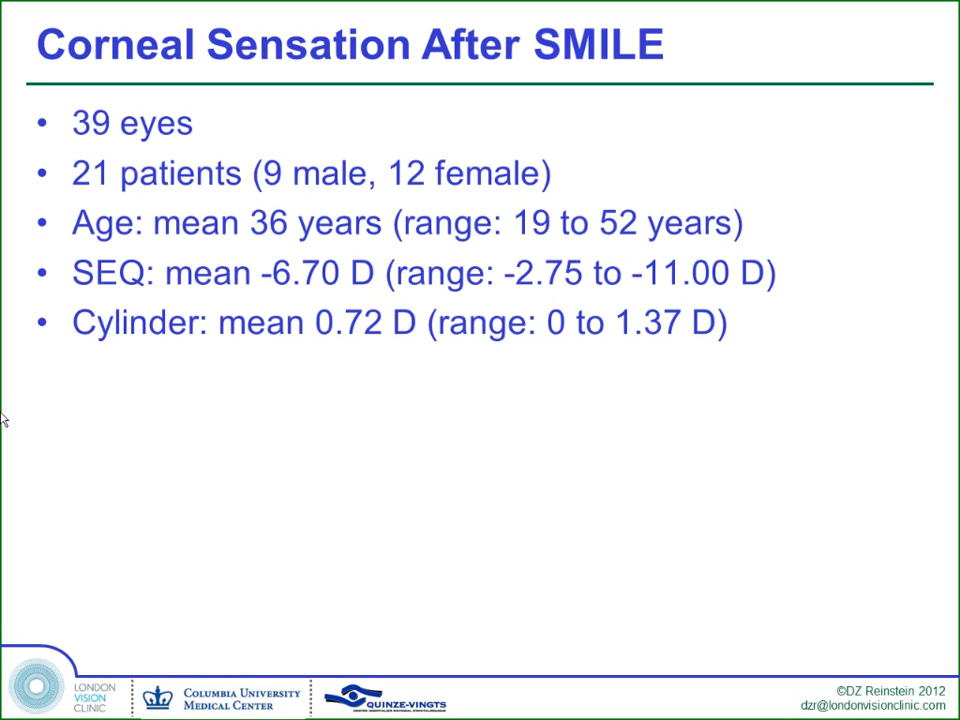 Corneal Sensation After SMILE
• 39 eyes
• 21 patients (9 male, 12 female)
• Age: mean 36 years (range: 19 to 52 years)
• SEQ: mean -6.70 D (range: -2.75 to -11.00 D)
• Cylinder: mean 0.72 D (range: 0 to 1.37 D)
LONDON
VISION
CLINIC
COLUMBIA UNIVERSITY
MEDICAL CENTER
QUINZE-VINGTS
©DZ Reinstein 2012
dzr@londonvisionclinic.com